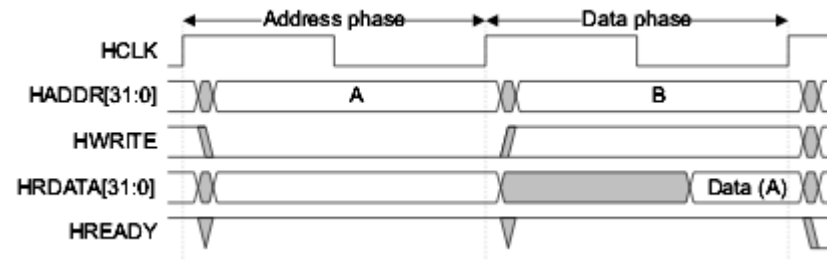 Address phase Data phase
HCLK
HADDR[31:0] A B
HWRITE
HRDATA[31:0] Data (A)
HREADY